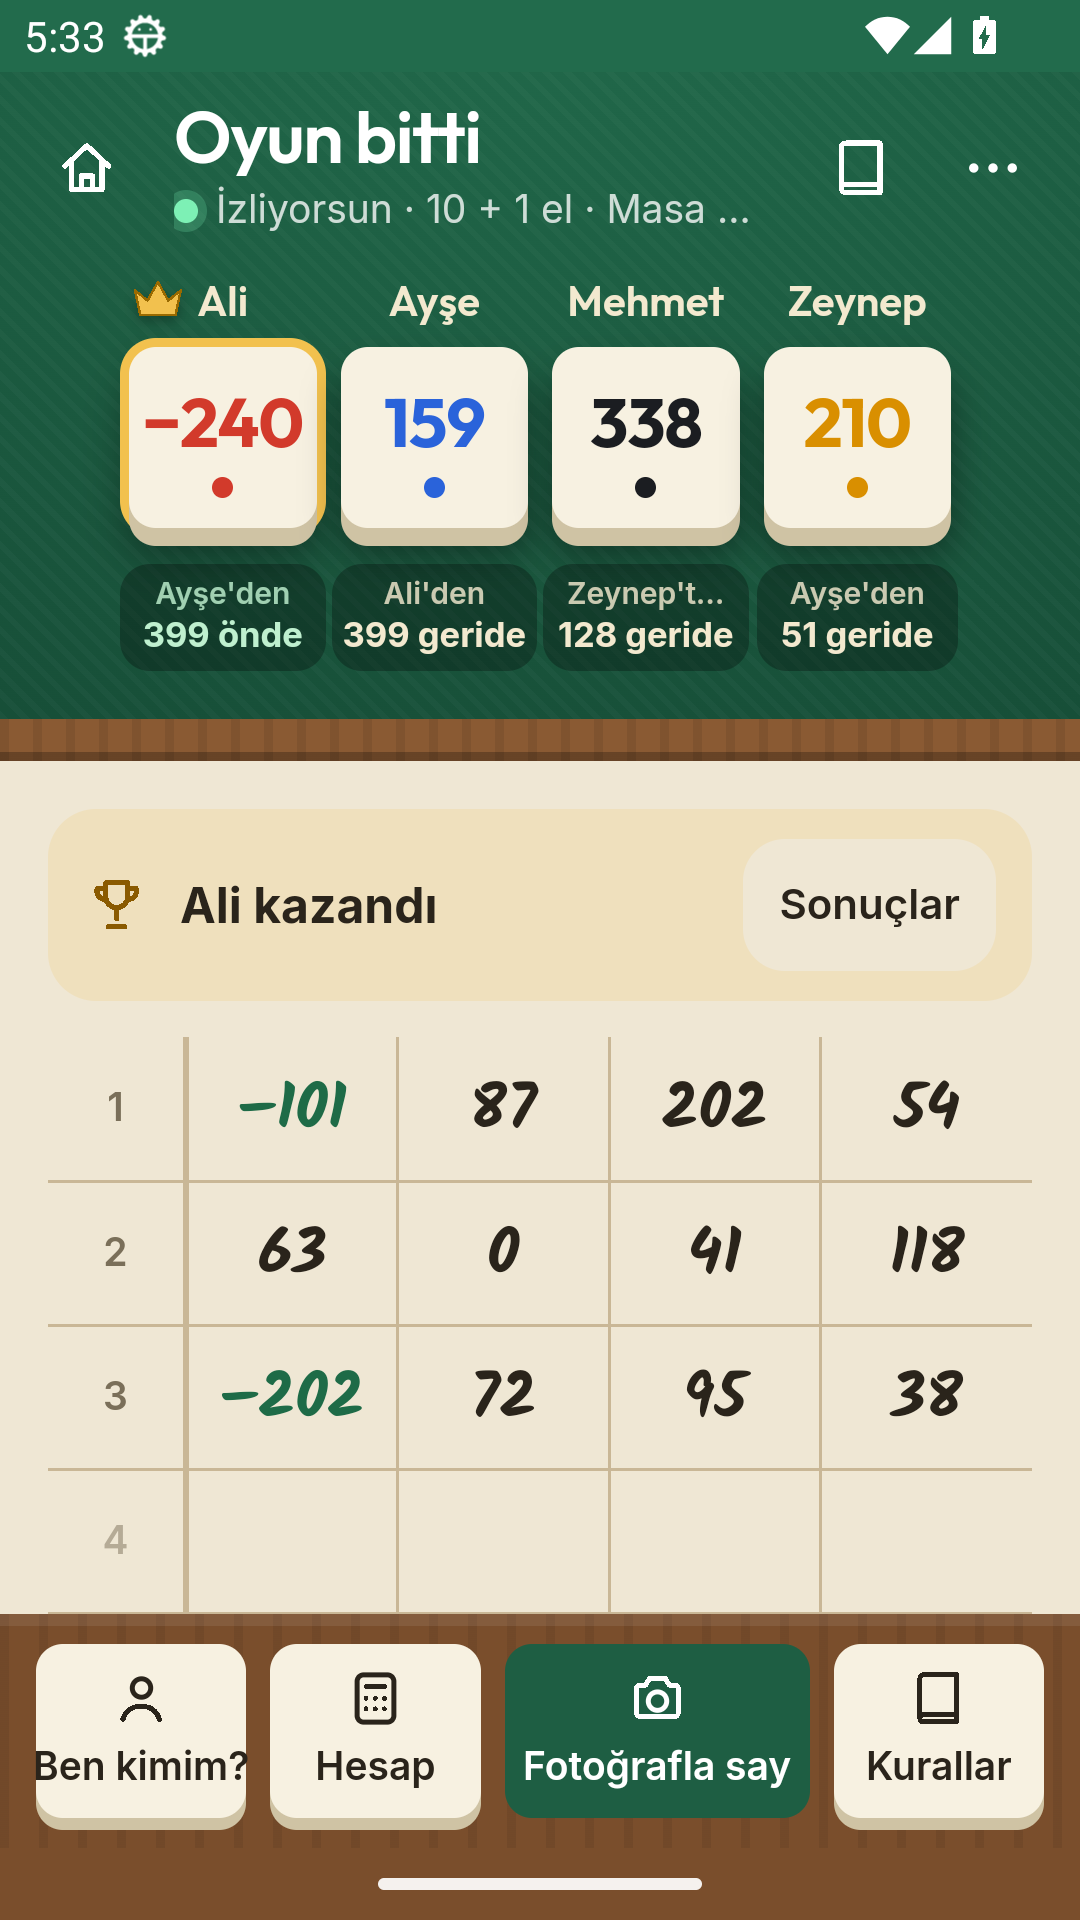 5:33
Oyun bitti
İzliyorsun · 10 + 1 el · Masa ...
Ali Ayşe Mehmet Zeynep
−240 159 338 210
Ayşe'den Ali'den Zeynep't... Ayşe'den
399 önde 399 geride 128 geride 51 geride
Ali kazandı Sonuçlar
1 −101 87 202 54
2 63 0 41 118
3 −202 72 95 38
4
Ben kimim? Hesap Fotoğrafla say Kurallar